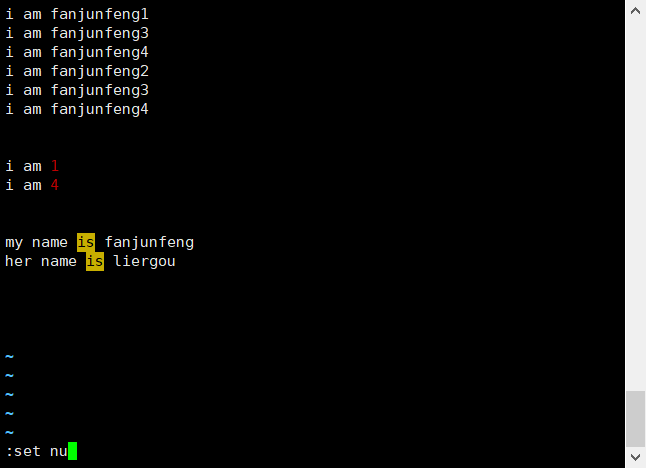 i am fanjunfeng1
i am fanjunfeng3
i am fanjunfeng4
i am fanjunfeng2
i am fanjunfeng3
i am fanjunfeng4
i am 1
i am 4
my name is fanjunfeng
her name is liergou
~
~
~
~
~
:set nu